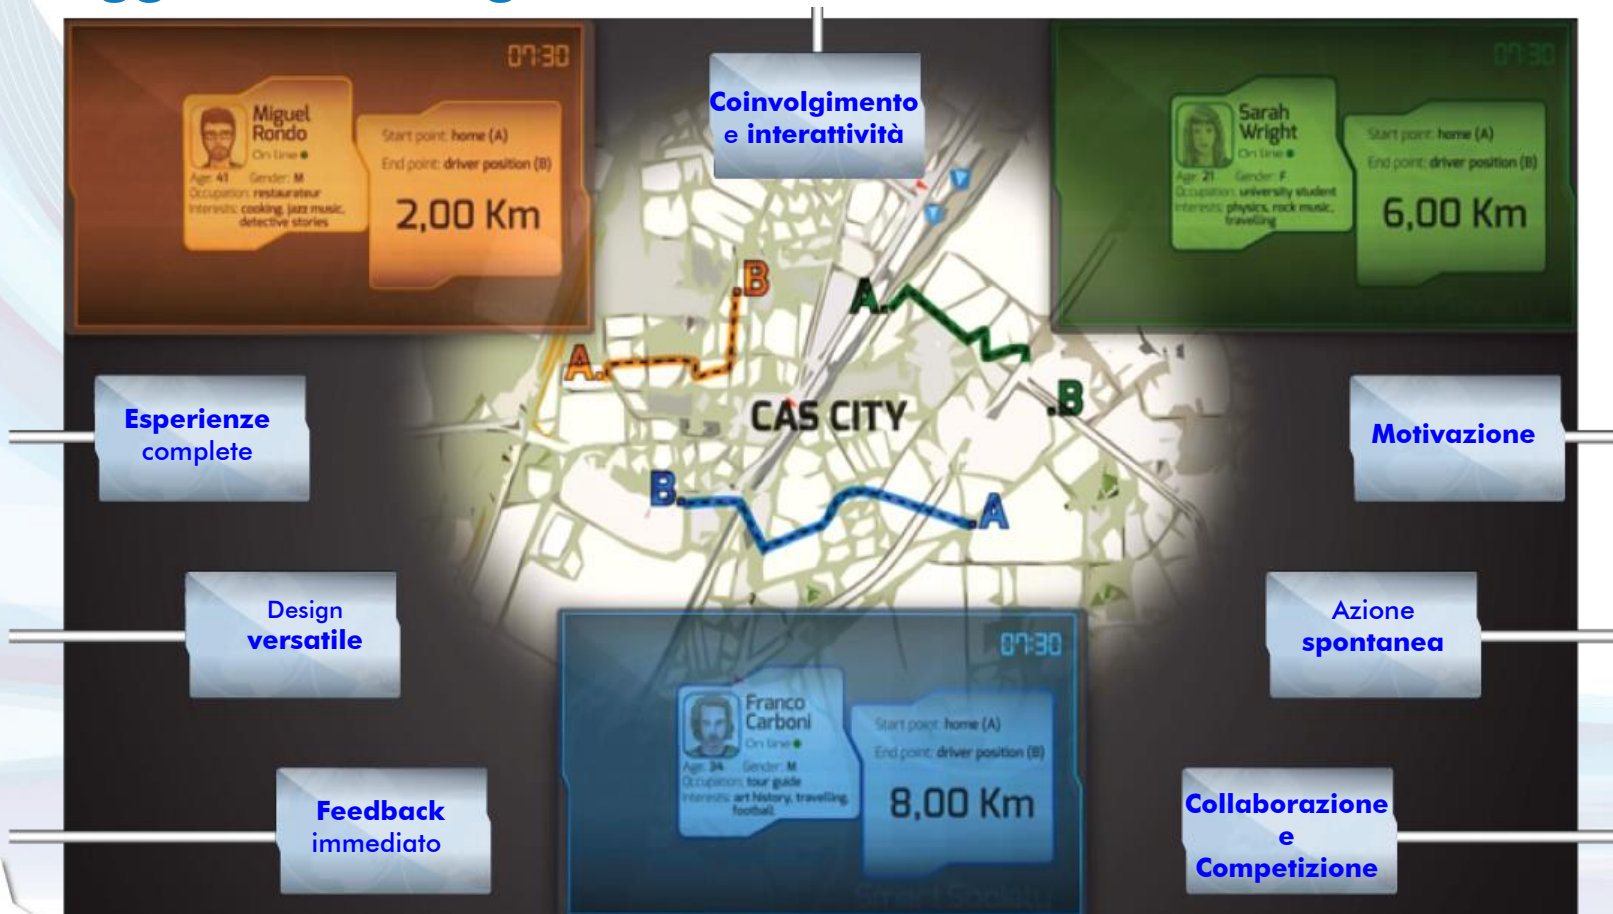 07:30
Miguel
Rondo
On line
Age: 41 Gender: M
Occupation: restaurateur
Interests: cooking, jazz music,
detective stories
Start point: home (A)
End point: driver position (B)
2,00 Km
Coinvolgimento
e interattività
07:30
Sarah
Wright
On line
Age: 21 Gender: F
Occupation: university student
Interests: physics, rock music,
travelling
Start point: home (A)
End point: driver position (B)
6,00 Km
B
A.
A.
.B
CAS CITY
B.
.A
Esperienze
complete
Motivazione
Design
versatile
Azione
spontanea
07:30
Franco
Carboni
On line
Age: 34 Gender: M
Occupation: tour guide
Interests: art history, travelling,
football
Start point: home (A)
End point: driver position (B)
8,00 Km
Feedback
immediato
Collaborazione
e
Competizione